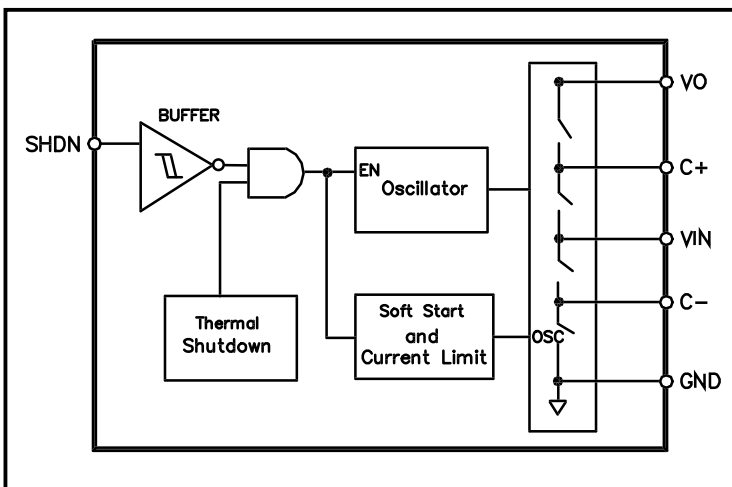 BUFFER
SHDN
EN
Oscillator
Thermal
Shutdown
Soft Start
and
Current Limit
OSC
VO
C+
VIN
C-
GND